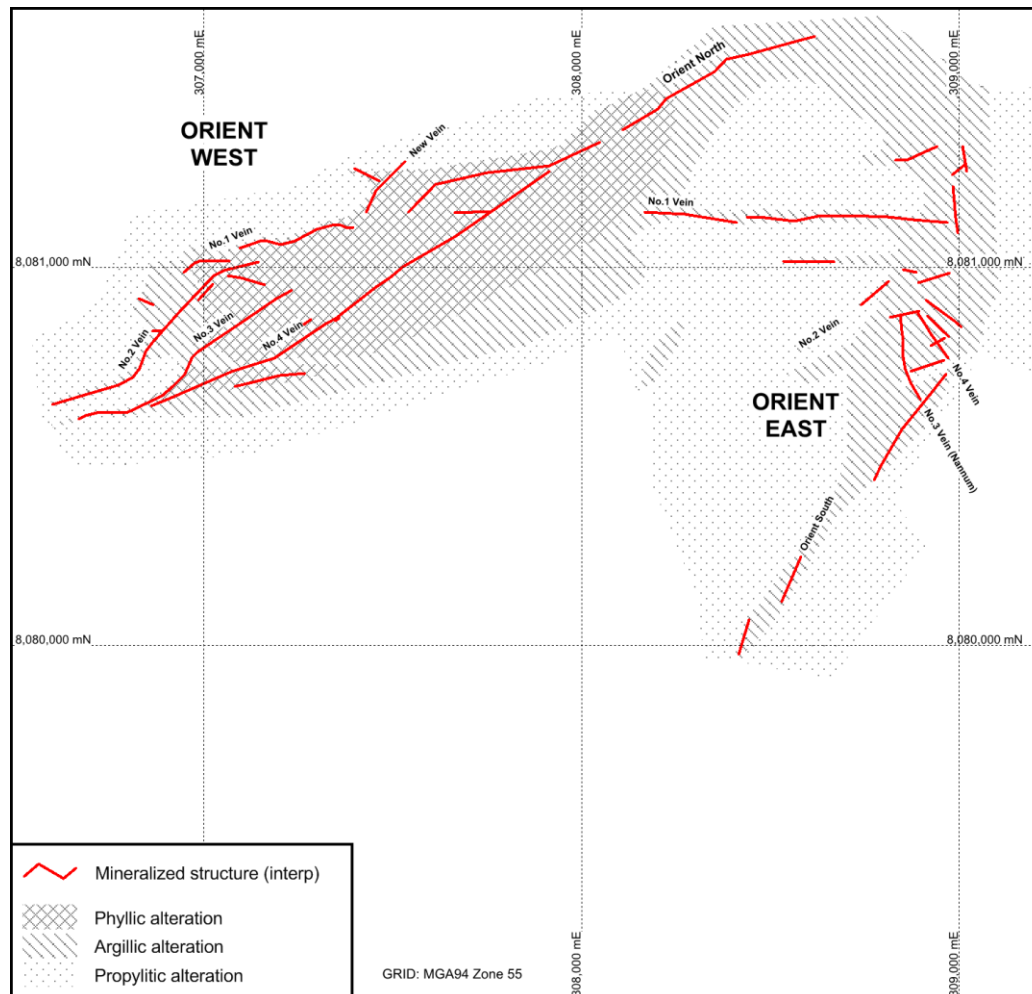 307,000 mE
308,000 mE
309,000 mE
Orient North
ORIENT
WEST
New Vein
No.1 Vein
No.1 Vein
8,081,000 mN
8,081,000 mN
No.2 Vein
No.3 Vein
No.4 Vein
No.2 Vein
No.4 Vein
ORIENT
EAST
No.3 Vein (Nannum)
Orient South
8,080,000 mN
8,080,000 mN
Mineralized structure (interp)
Phyllic alteration
Argillic alteration
Propylitic alteration
GRID: MGA94 Zone 55
308,000 mE
309,000 mE